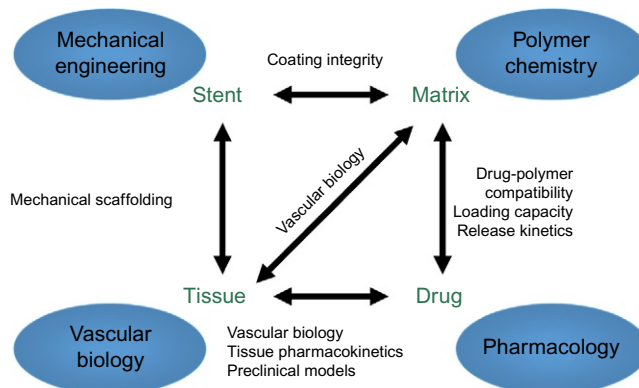 Mechanical
engineering
Coating integrity
Polymer
chemistry
Stent
Matrix
Mechanical scaffolding
Vascular biology
Drug-polymer
compatibility
Loading capacity
Release kinetics
Tissue
Drug
Vascular
biology
Vascular biology
Tissue pharmacokinetics
Preclinical models
Pharmacology